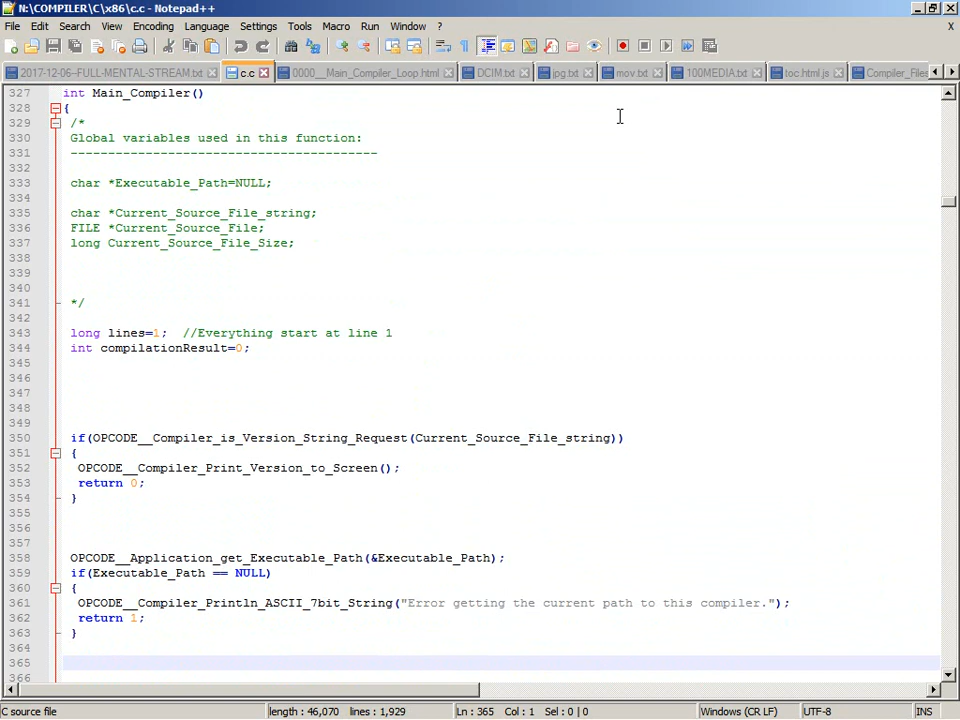 N:\COMPILER\C\x86\c.c - Notepad++
File Edit Search View Encoding Language Settings Tools Macro Run Window ?
X
2017-12-06--FULL-MENTAL-STREAM.txt c.c 0000__Main_Compiler_Loop.html DCIM.txt jpg.txt mov.txt 100MEDIA.txt toc.html.js Compiler_Files
327 int Main_Compiler()
328 {
329 /*
330 Global variables used in this function:
331 -----------------------------------------
332
333 char *Executable_Path=NULL;
334
335 char *Current_Source_File_string;
336 FILE *Current_Source_File;
337 long Current_Source_File_Size;
338
339
340
341 */
342
343 long lines=1; //Everything start at line 1
344 int compilationResult=0;
345
346
347
348
349
350 if(OPCODE__Compiler_is_Version_String_Request(Current_Source_File_string))
351 {
352 OPCODE__Compiler_Print_Version_to_Screen();
353 return 0;
354 }
355
356
357
358 OPCODE__Application_get_Executable_Path(&Executable_Path);
359 if(Executable_Path == NULL)
360 {
361 OPCODE__Compiler_Println_ASCII_7bit_String("Error getting the current path to this compiler.");
362 return 1;
363 }
364
365
366
C source file length : 46,070 lines : 1,929 Ln : 365 Col : 1 Sel : 0 | 0 Windows (CR LF) UTF-8 INS